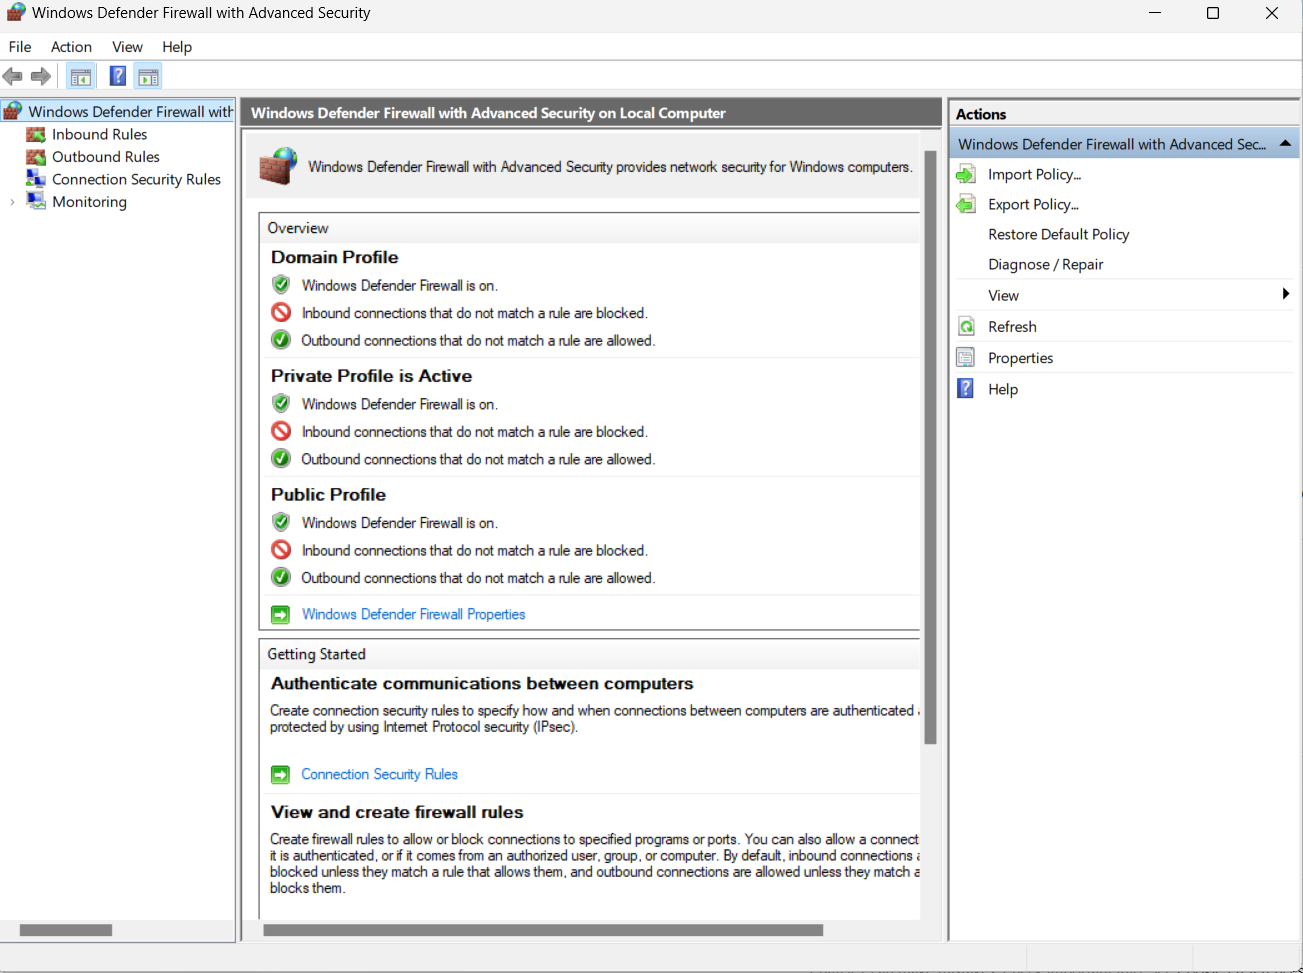 Windows Defender Firewall with Advanced Security
File Action View Help
Windows Defender Firewall with
Inbound Rules
Outbound Rules
Connection Security Rules
Monitoring
Windows Defender Firewall with Advanced Security on Local Computer
Windows Defender Firewall with Advanced Security provides network security for Windows computers.
Overview
Domain Profile
Windows Defender Firewall is on.
Inbound connections that do not match a rule are blocked.
Outbound connections that do not match a rule are allowed.
Private Profile is Active
Windows Defender Firewall is on.
Inbound connections that do not match a rule are blocked.
Outbound connections that do not match a rule are allowed.
Public Profile
Windows Defender Firewall is on.
Inbound connections that do not match a rule are blocked.
Outbound connections that do not match a rule are allowed.
Windows Defender Firewall Properties
Getting Started
Authenticate communications between computers
Create connection security rules to specify how and when connections between computers are authenticated
protected by using Internet Protocol security (IPsec).
Connection Security Rules
View and create firewall rules
Create firewall rules to allow or block connections to specified programs or ports. You can also allow a connect
it is authenticated, or if it comes from an authorized user, group, or computer. By default, inbound connections
blocked unless they match a rule that allows them, and outbound connections are allowed unless they match a
blocks them.
Actions
Windows Defender Firewall with Advanced Sec...
Import Policy...
Export Policy...
Restore Default Policy
Diagnose / Repair
View
Refresh
Properties
Help